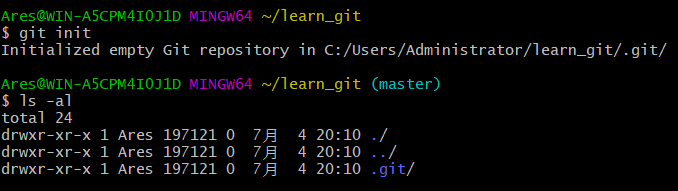 Ares@WIN-A5CPM4I0J1D MINGW64 ~/learn_git
$ git init
Initialized empty Git repository in C:/Users/Administrator/learn_git/.git/
Ares@WIN-A5CPM4I0J1D MINGW64 ~/learn_git (master)
$ ls -al
total 24
drwxr-xr-x 1 Ares 197121 0  7月  4 20:10 ./
drwxr-xr-x 1 Ares 197121 0  7月  4 20:10 ../
drwxr-xr-x 1 Ares 197121 0  7月  4 20:10 .git/